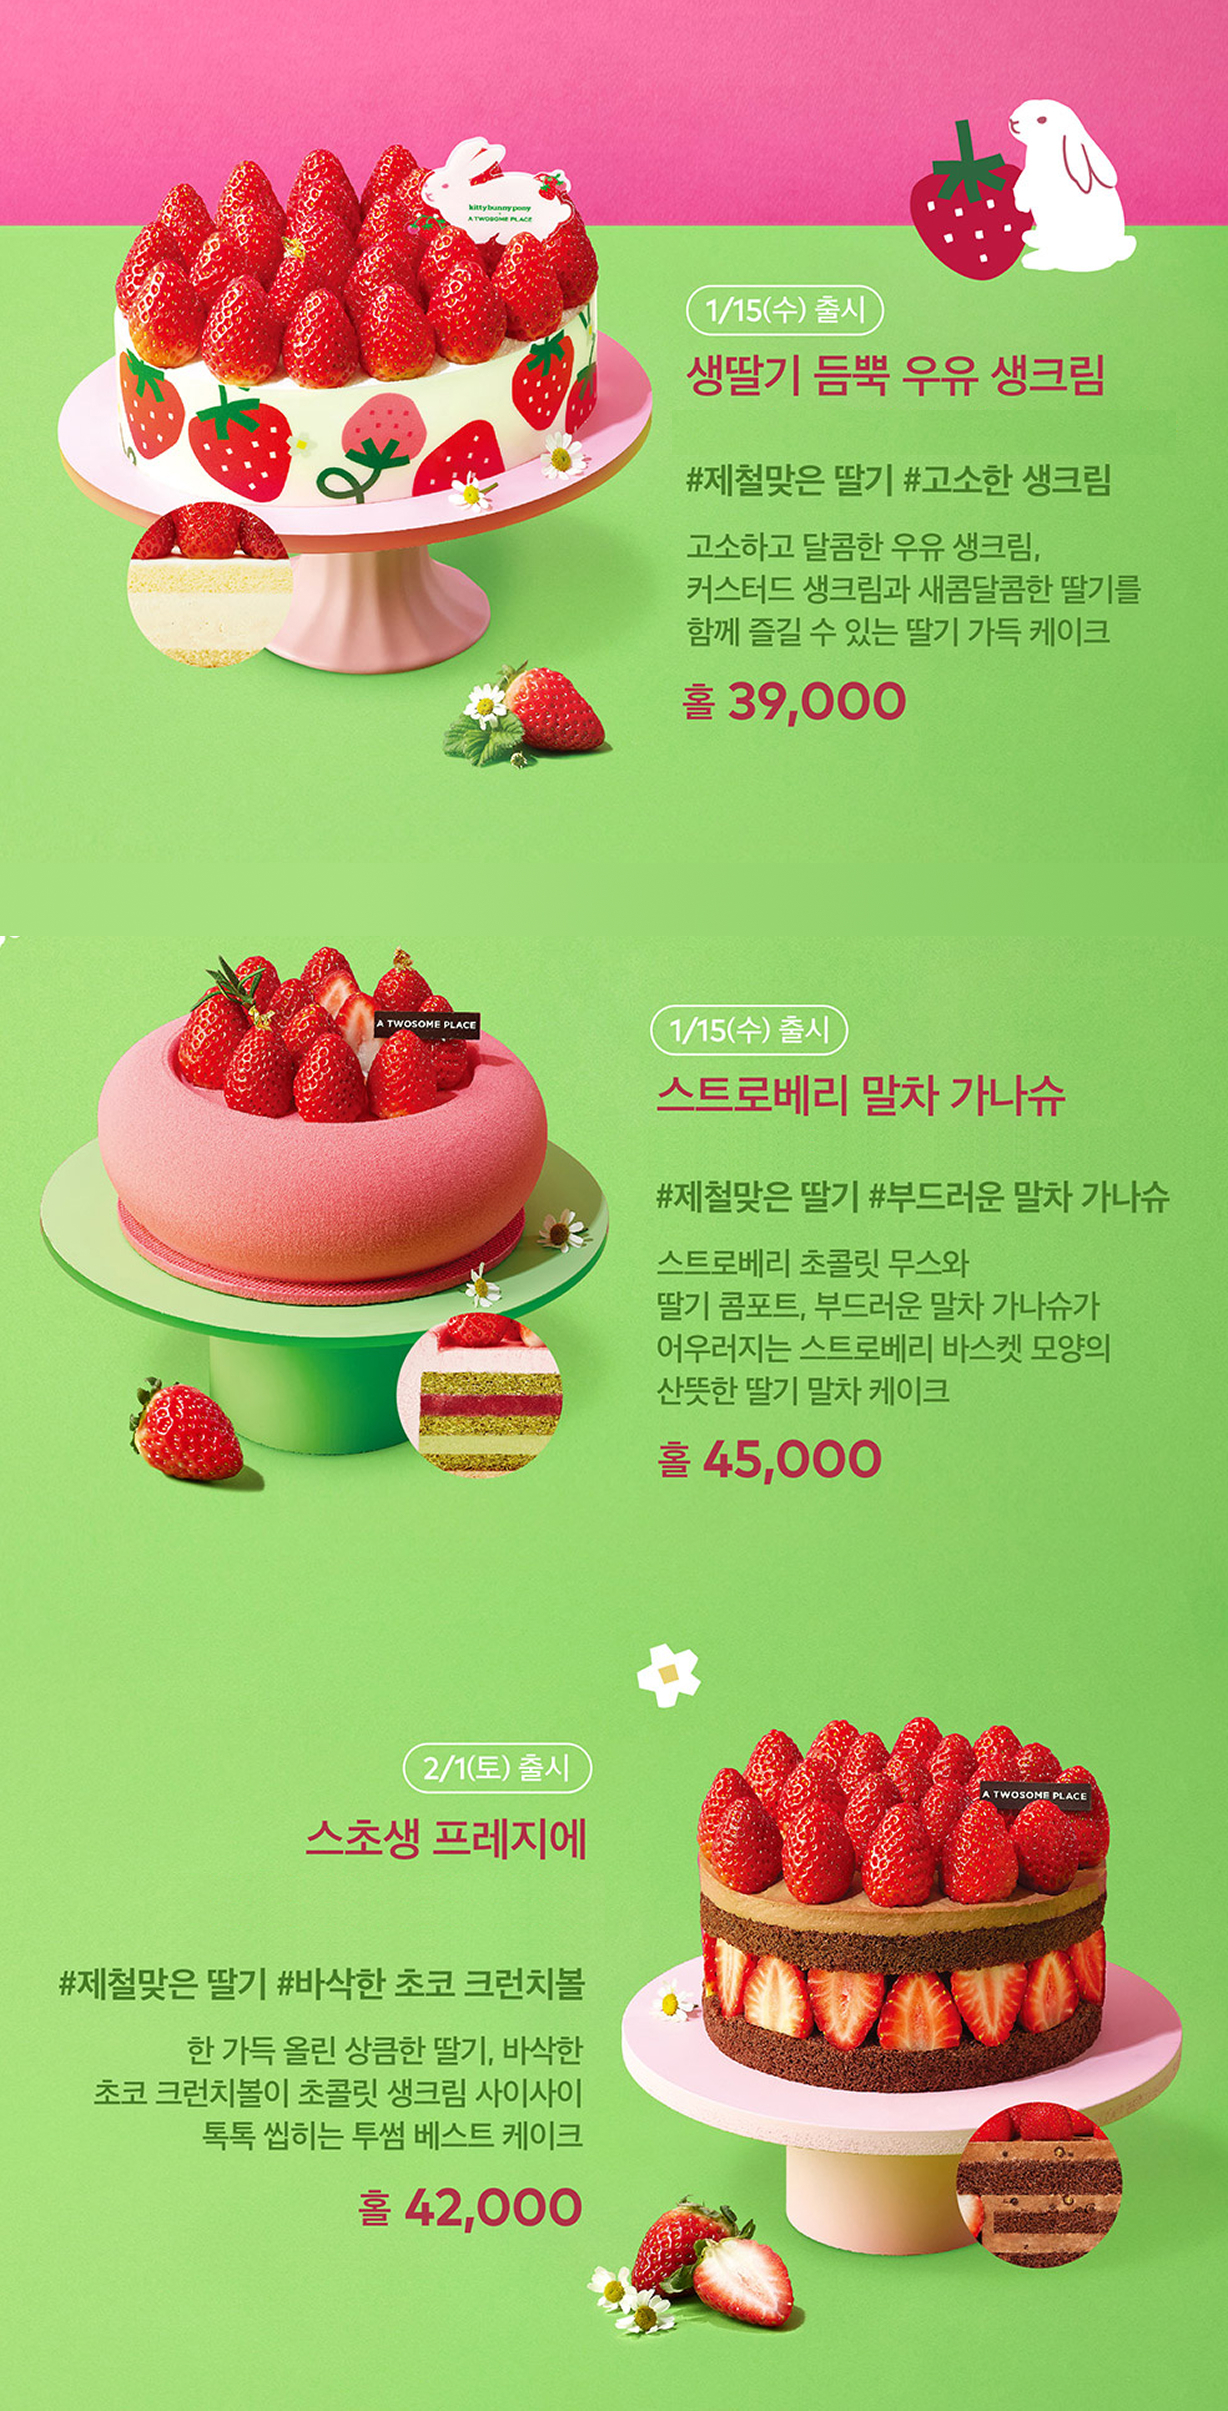 kittybunnypony
×
A TWOSOME PLACE
1/15(수) 출시
생딸기 듬뿍 우유 생크림
#제철맞은 딸기 #고소한 생크림
고소하고 달콤한 우유 생크림,
커스터드 생크림과 새콤달콤한 딸기를
함께 즐길 수 있는 딸기 가득 케이크
홀 39,000
A TWOSOME PLACE
1/15(수) 출시
스트로베리 말차 가나슈
#제철맞은 딸기 #부드러운 말차 가나슈
스트로베리 초콜릿 무스와
딸기 콤포트, 부드러운 말차 가나슈가
어우러지는 스트로베리 바스켓 모양의
산뜻한 딸기 말차 케이크
홀 45,000
2/1(토) 출시
스초생 프레지에
#제철맞은 딸기 #바삭한 초코 크런치볼
한 가득 올린 상큼한 딸기, 바삭한
초코 크런치볼이 초콜릿 생크림 사이사이
톡톡 씹히는 투썸 베스트 케이크
홀 42,000
A TWOSOME PLACE